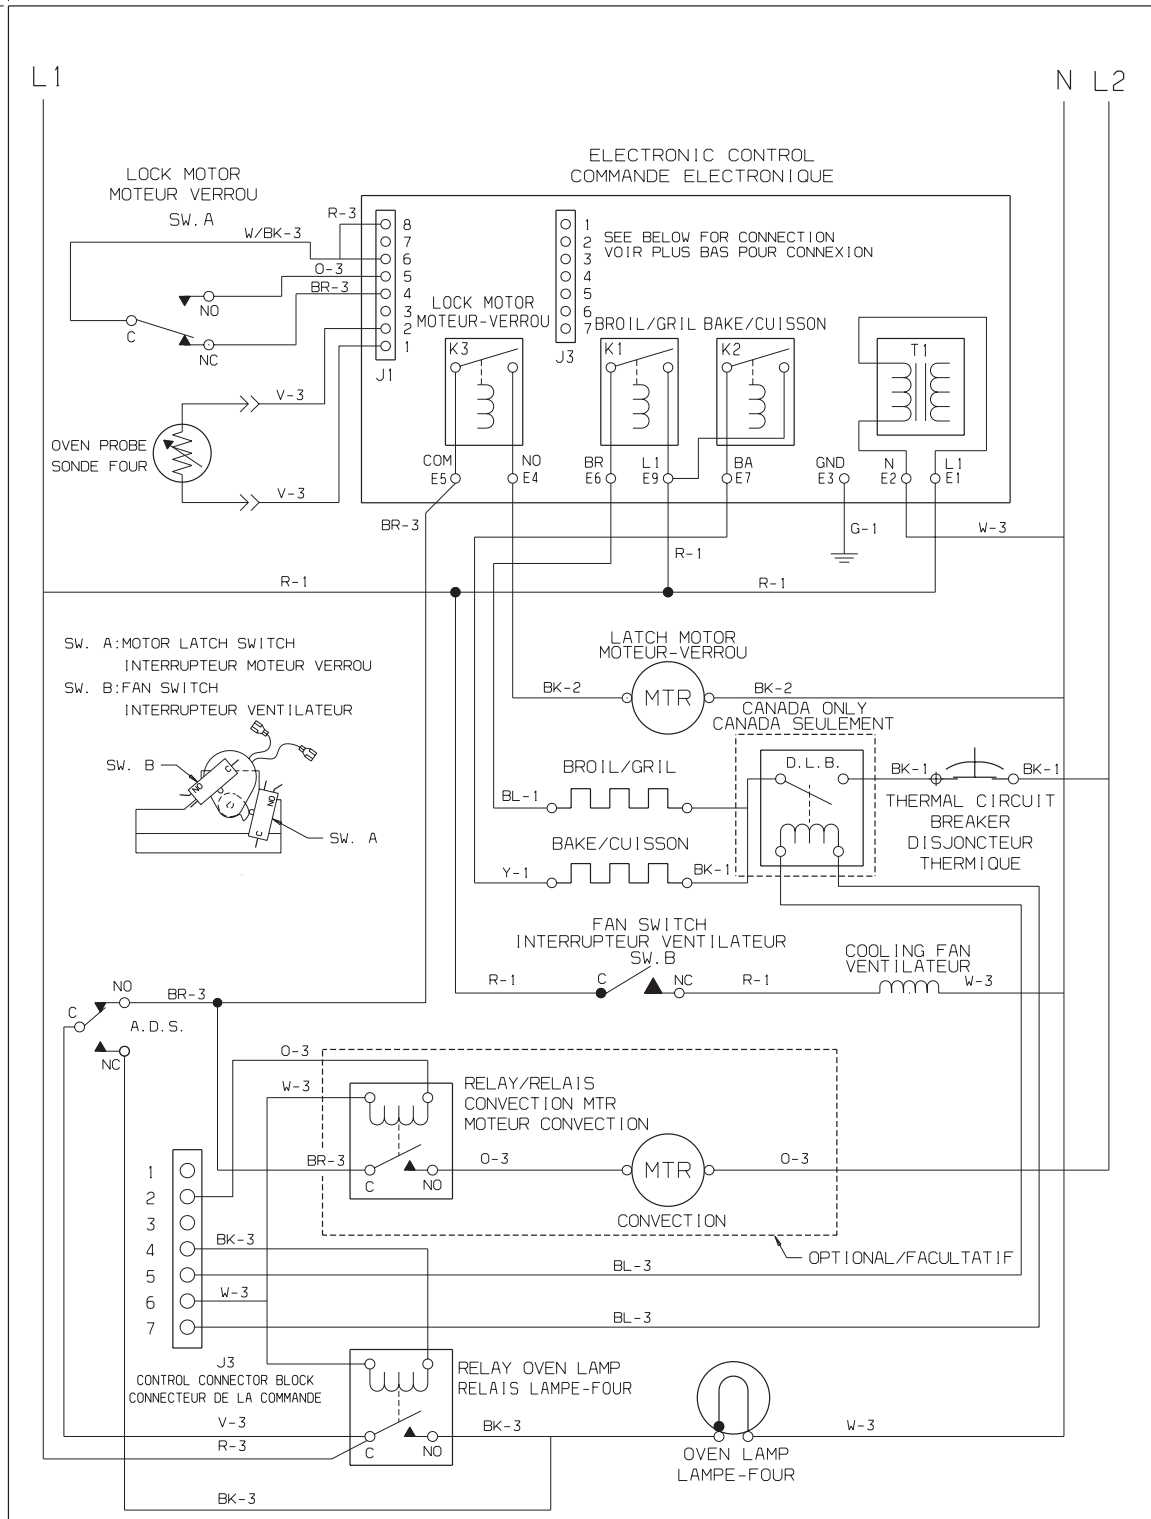 L1
N L2
ELECTRONIC CONTROL
COMMANDE ELECTRONIQUE
LOCK MOTOR
MOTEUR VERROU
SW.A
R-3
W/BK-3
O-3
BR-3
NO
C
NC
8
7
6
5
4
3
2
1
J1
1
2
3
4
5
6
7
J3
SEE BELOW FOR CONNECTION
VOIR PLUS BAS POUR CONNEXION
LOCK MOTOR
MOTEUR-VERROU
BROIL/GRIL BAKE/CUISSON
K3
K1
K2
T1
V-3
OVEN PROBE
SONDE FOUR
V-3
COM
E5
NO
E4
BR
E6
L1
E9
BA
E7
GND
E3
N
E2
L1
E1
BR-3
R-1
G-1
W-3
R-1
R-1
SW. A:MOTOR LATCH SWITCH
INTERRUPTEUR MOTEUR VERROU
SW. B:FAN SWITCH
INTERRUPTEUR VENTILATEUR
SW. B
C
NO
NO
C
SW. A
LATCH MOTOR
MOTEUR-VERROU
BK-2
MTR
BK-2
CANADA ONLY
CANADA SEULEMENT
D.L.B.
BROIL/GRIL
BL-1
BK-1
BK-1
THERMAL CIRCUIT
BREAKER
DISJONCTEUR
THERMIQUE
BAKE/CUISSON
Y-1
BK-1
FAN SWITCH
INTERRUPTEUR VENTILATEUR
SW.B
R-1
C
NC
R-1
COOLING FAN
VENTILATEUR
W-3
NO
BR-3
C
A.D.S.
NC
O-3
W-3
RELAY/RELAIS
CONVECTION MTR
MOTEUR CONVECTION
BR-3
C
NO
O-3
MTR
O-3
CONVECTION
OPTIONAL/FACULTATIF
1
2
3
4
5
6
7
BK-3
BL-3
W-3
BL-3
J3
CONTROL CONNECTOR BLOCK
CONNECTEUR DE LA COMMANDE
RELAY OVEN LAMP
RELAIS LAMPE-FOUR
V-3
R-3
C
NO
BK-3
W-3
OVEN LAMP
LAMPE-FOUR
BK-3